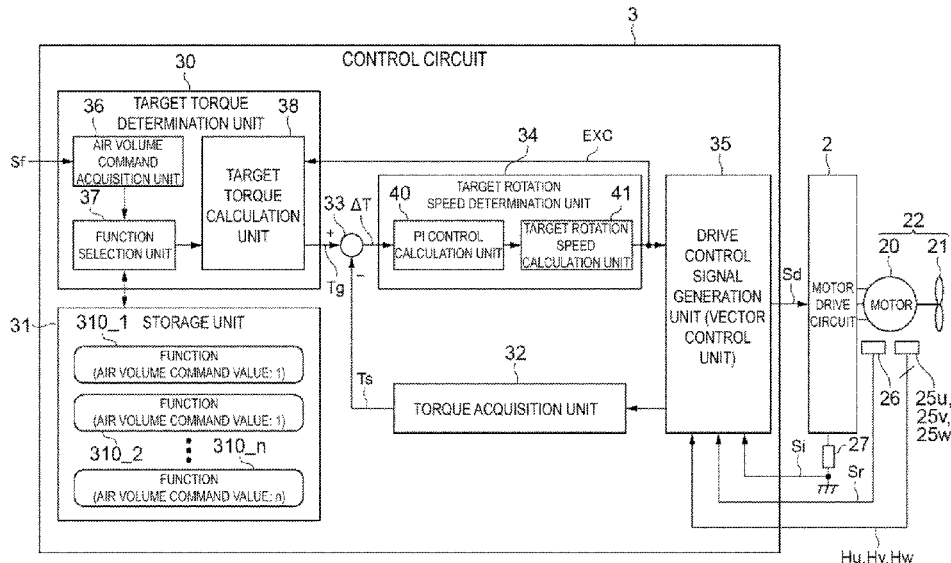 3
CONTROL CIRCUIT
30
36
38
TARGET TORQUE
DETERMINATION UNIT
AIR VOLUME
COMMAND
ACQUISITION UNIT
Sf
37
FUNCTION
SELECTION UNIT
TARGET
TORQUE
CALCULATION
UNIT
33
ΔT
+
−
Tg
34
EXC
TARGET ROTATION
SPEED DETERMINATION UNIT
40
41
PI CONTROL
CALCULATION UNIT
TARGET ROTATION
SPEED
CALCULATION UNIT
35
DRIVE
CONTROL
SIGNAL
GENERATION
UNIT (VECTOR
CONTROL
UNIT)
Sd
2
MOTOR
DRIVE
CIRCUIT
22
20
21
MOTOR
26
25u,
25v,
25w
27
Si
Sr
Hu,Hv,Hw
32
Ts
TORQUE ACQUISITION UNIT
31
STORAGE UNIT
310_1
FUNCTION
(AIR VOLUME COMMAND VALUE: 1)
FUNCTION
(AIR VOLUME COMMAND VALUE: 1)
310_2
310_n
FUNCTION
(AIR VOLUME COMMAND VALUE: n)